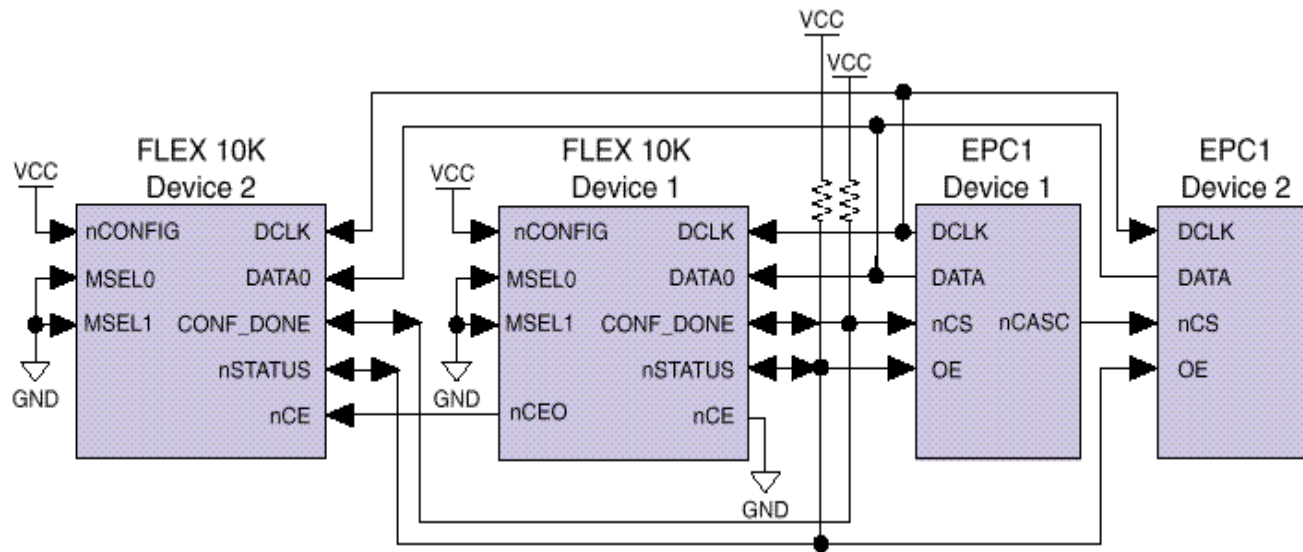 VCC
VCC
FLEX 10K
Device 2
FLEX 10K
Device 1
EPC1
Device 1
EPC1
Device 2
VCC
nCONFIG
MSEL0
MSEL1
GND
DCLK
DATA0
CONF_DONE
nSTATUS
nCE
VCC
nCONFIG
MSEL0
MSEL1
GND
nCEO
DCLK
DATA0
CONF_DONE
nSTATUS
nCE
GND
DCLK
DATA
nCS
nCASC
OE
DCLK
DATA
nCS
OE